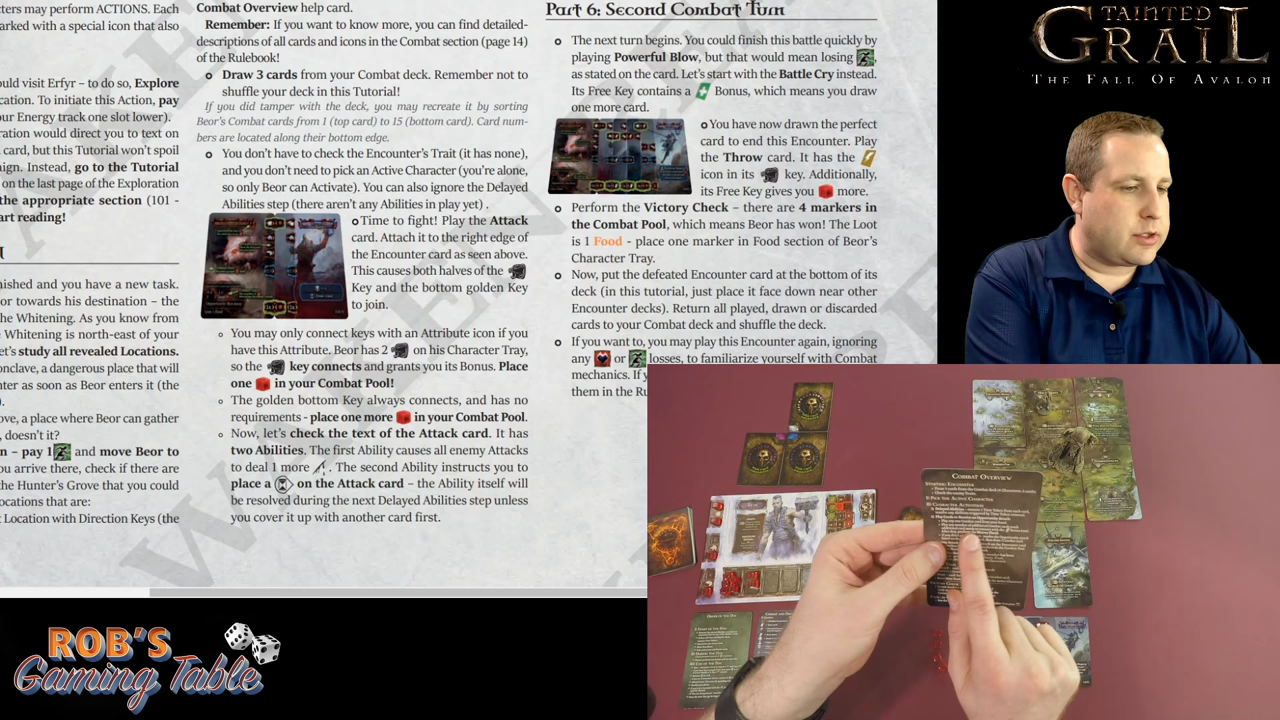 ters may perform ACTIONS. Each
arked with a special icon that also
ould visit Erfyr – to do so, Explore
cation. To initiate this Action, pay
our Energy track one slot lower).
ration would direct you to text on
card, but this Tutorial won't spoil
aign. Instead, go to the Tutorial
on the last page of the Exploration
the appropriate section (101 -
art reading!
nished and you have a new task.
or towards his destination – the
the Whitening. As you know from
e Whitening is north-east of your
et's study all revealed Locations.
onclave, a dangerous place that will
nter as soon as Beor enters it (the
ove, a place where Beor can gather
, doesn't it?
n – pay 1 and move Beor to
ou arrive there, check if there are
the Hunter's Grove that you could
ocations that are:
t Location with Direction Keys (the
Combat Overview help card.
Remember: If you want to know more, you can find detailed-
descriptions of all cards and icons in the Combat section (page 14)
of the Rulebook!
Draw 3 cards from your Combat deck. Remember not to
shuffle your deck in this Tutorial!
If you did tamper with the deck, you may recreate it by sorting
Beor's Combat cards from 1 (top card) to 15 (bottom card). Card num-
bers are located along their bottom edge.
You don't have to check the Encounter's Trait (it has none),
and you don't need to pick an Active Character (you're alone,
so only Beor can Activate). You can also ignore the Delayed
Abilities step (there aren't any Abilities in play yet) .
Time to fight! Play the Attack
card. Attach it to the right edge of
the Encounter card as seen above.
This causes both halves of the
Key and the bottom golden Key
to join.
You may only connect keys with an Attribute icon if you
have this Attribute. Beor has 2 on his Character Tray,
so the key connects and grants you its Bonus. Place
one in your Combat Pool!
The golden bottom Key always connects, and has no
requirements - place one more in your Combat Pool.
Now, let's check the text of the Attack card. It has
two Abilities. The first Ability causes all enemy Attacks
to deal 1 more . The second Ability instructs you to
place a on the Attack card – the Ability itself will
be resolved during the next Delayed Abilities step unless
you cover it up with another card first.
Part 6: Second Combat Turn
The next turn begins. You could finish this battle quickly by
playing Powerful Blow, but that would mean losing ,
as stated on the card. Let's start with the Battle Cry instead.
Its Free Key contains a Bonus, which means you draw
one more card.
You have now drawn the perfect
card to end this Encounter. Play
the Throw card. It has the
icon in its key. Additionally,
its Free Key gives you more.
Perform the Victory Check – there are 4 markers in
the Combat Pool, which means Beor has won! The Loot
is 1 Food - place one marker in Food section of Beor's
Character Tray.
Now, put the defeated Encounter card at the bottom of its
deck (in this tutorial, just place it face down near other
Encounter decks). Return all played, drawn or discarded
cards to your Combat deck and shuffle the deck.
If you want to, you may play this Encounter again, ignoring
any or losses, to familiarize yourself with Combat
mechanics. If y
them in the Ru
TAINTED
GRAIL
THE FALL OF AVALON
COMBAT OVERVIEW
ROB'S
Gaming Table